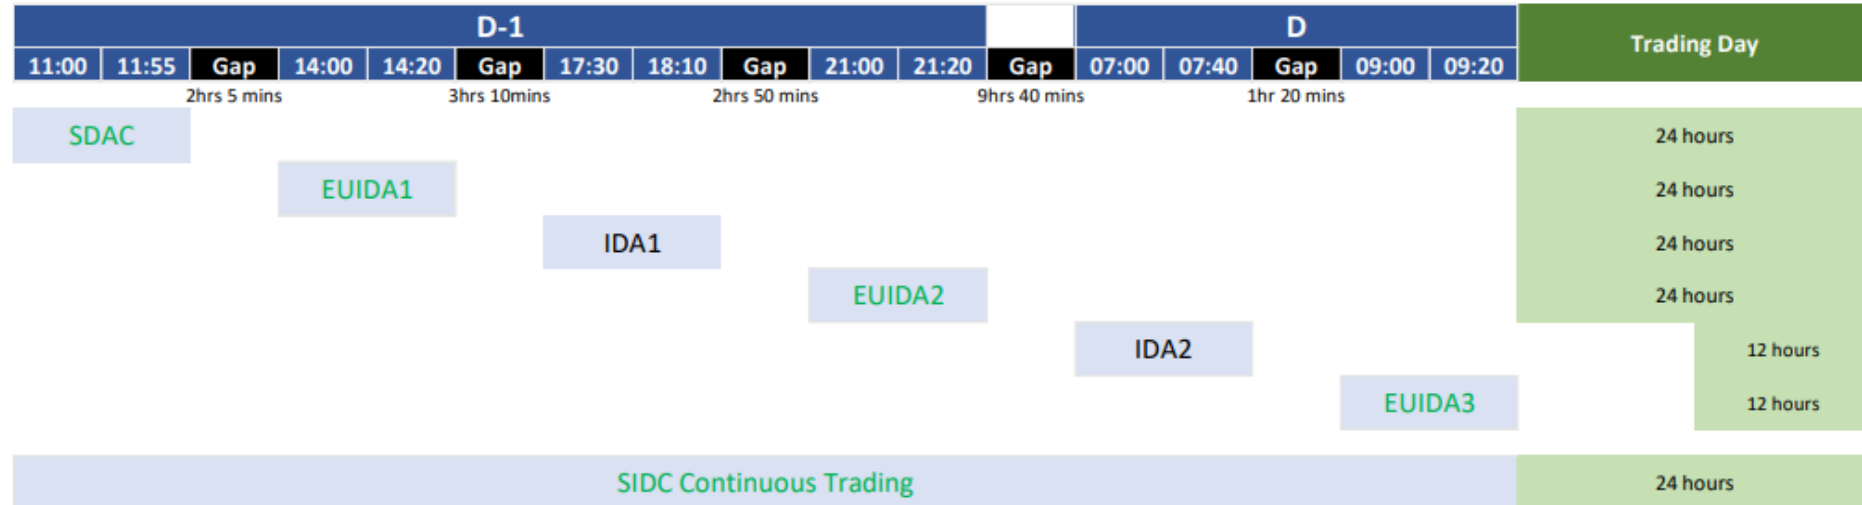 D-1 D Trading Day
11:00 11:55 Gap 14:00 14:20 Gap 17:30 18:10 Gap 21:00 21:20 Gap 07:00 07:40 Gap 09:00 09:20
2hrs 5 mins 3hrs 10mins 2hrs 50 mins 9hrs 40 mins 1hr 20 mins
SDAC 24 hours
EUIDA1 24 hours
IDA1 24 hours
EUIDA2 24 hours
IDA2 12 hours
EUIDA3 12 hours
SIDC Continuous Trading 24 hours